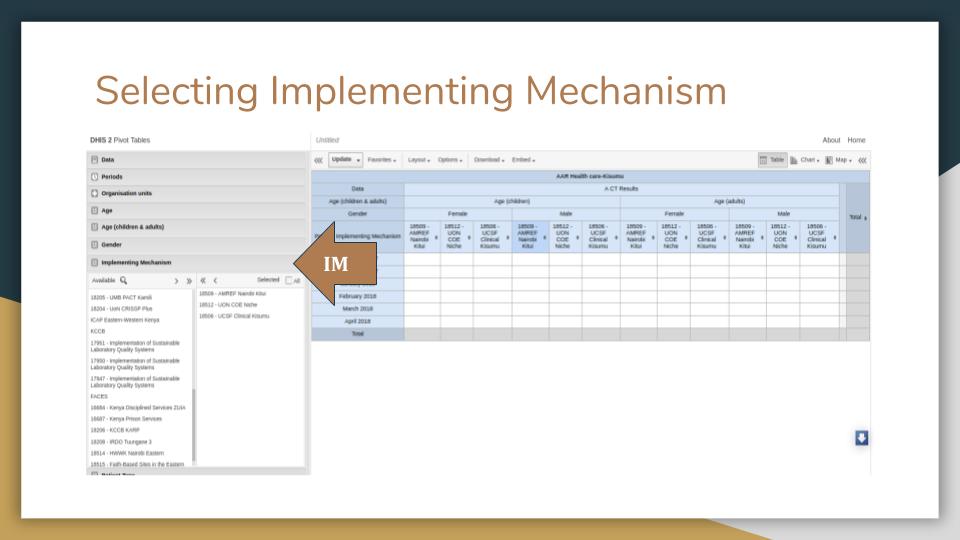 Selecting Implementing Mechanism
DHIS 2 Pivot Tables
Untitled
About Home
Data
Periods
Organisation units
Age
Age (children & adults)
Gender
Implementing Mechanism
Available
Selected All
18205 - UMB PACT Kamili
18204 - UoN CRISSP Plus
ICAP Eastern-Western Kenya
KCCB
17951 - Implementation of Sustainable
Laboratory Quality Systems
17950 - Implementation of Sustainable
Laboratory Quality Systems
17847 - Implementation of Sustainable
Laboratory Quality Systems
FACES
16684 - Kenya Disciplined Services ZUIA
16687 - Kenya Prison Services
18206 - KCCB KARP
18209 - IRDO Tuungane 3
18514 - HWWK Nairobi Eastern
18515 - Faith-Based Sites in the Eastern
18509 - AMREF Nairobi Kitui
18512 - UON COE Niche
18506 - UCSF Clinical Kisumu
IM
Update Favorites Layout Options Download Embed Table Chart Map
AAR Health care-Kisumu
Data A CT Results
Age (children & adults) Age (children) Age (adults)
Gender Female Male Female Male Total
Implementing Mechanism
18509 - AMREF Nairobi Kitui
18512 - UON COE Niche
18506 - UCSF Clinical Kisumu
18509 - AMREF Nairobi Kitui
18512 - UON COE Niche
18506 - UCSF Clinical Kisumu
18509 - AMREF Nairobi Kitui
18512 - UON COE Niche
18506 - UCSF Clinical Kisumu
18509 - AMREF Nairobi Kitui
18512 - UON COE Niche
18506 - UCSF Clinical Kisumu
February 2018
March 2018
April 2018
Total